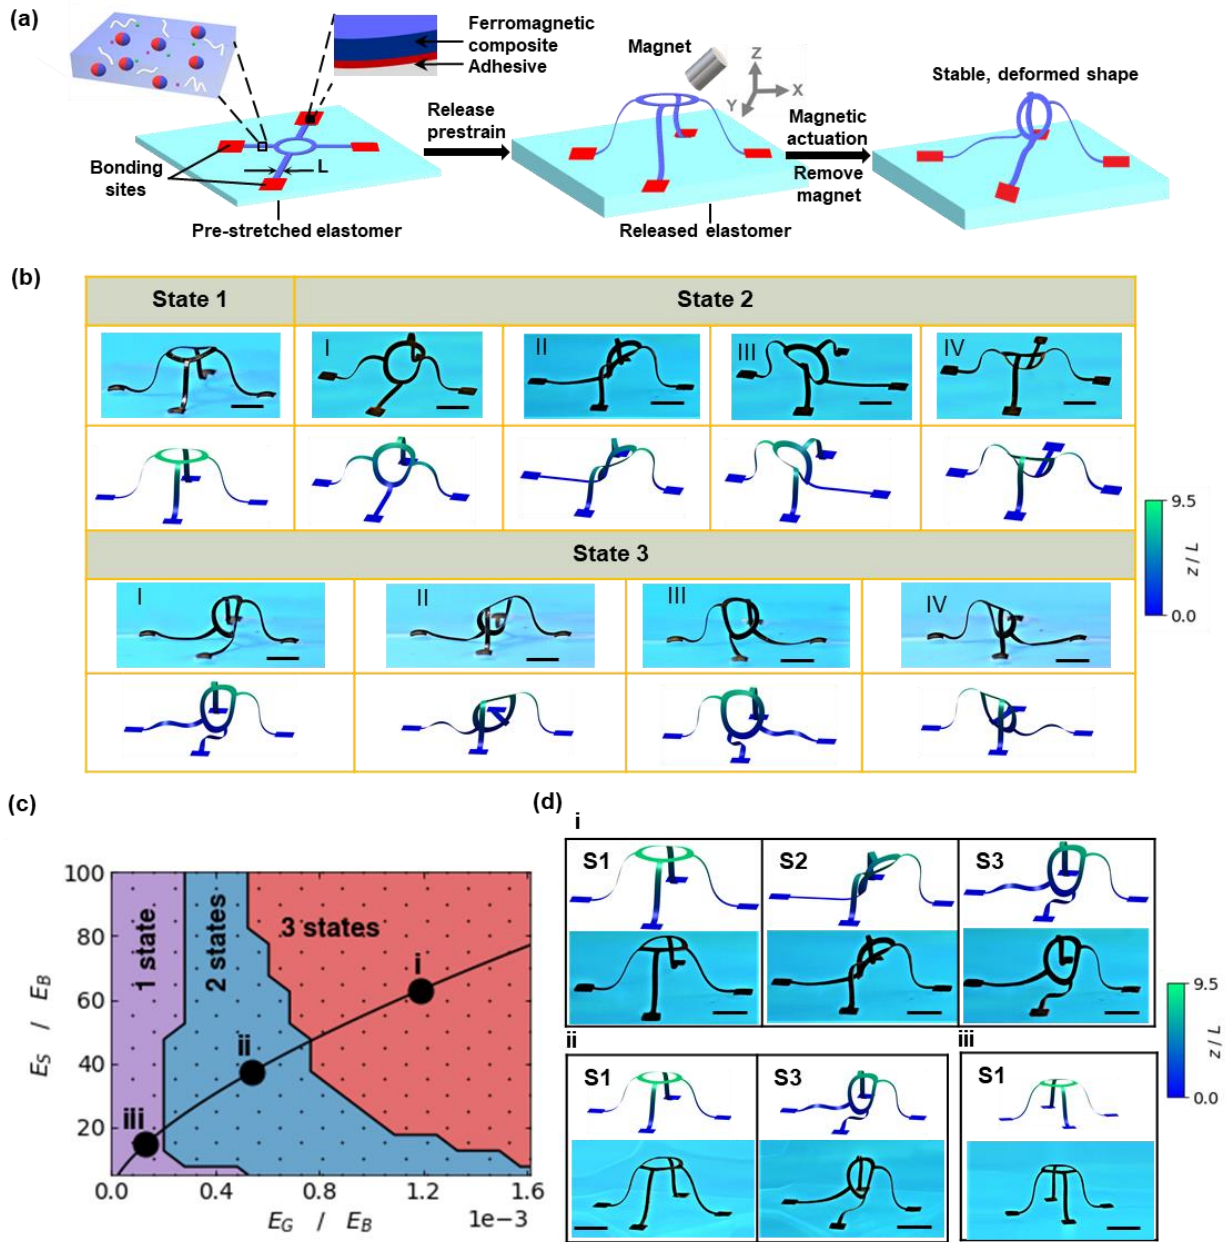 (a)
Ferromagnetic
composite
Adhesive
Magnet
Z
X
Y
Stable, deformed shape
Release
prestrain
Magnetic
actuation
Remove
magnet
Bonding
sites
L
Pre-stretched elastomer
Released elastomer
(b)
State 1
State 2
I
II
III
IV
9.5
z / L
0.0
State 3
I
II
III
IV
(c)
100
80
60
40
20
E_S / E_B
1 state
2 states
3 states
i
ii
iii
0.0
0.4
0.8
1.2
1.6
E_G / E_B
1e−3
(d)
i
S1
S2
S3
ii
S1
S3
iii
S1
9.5
z / L
0.0